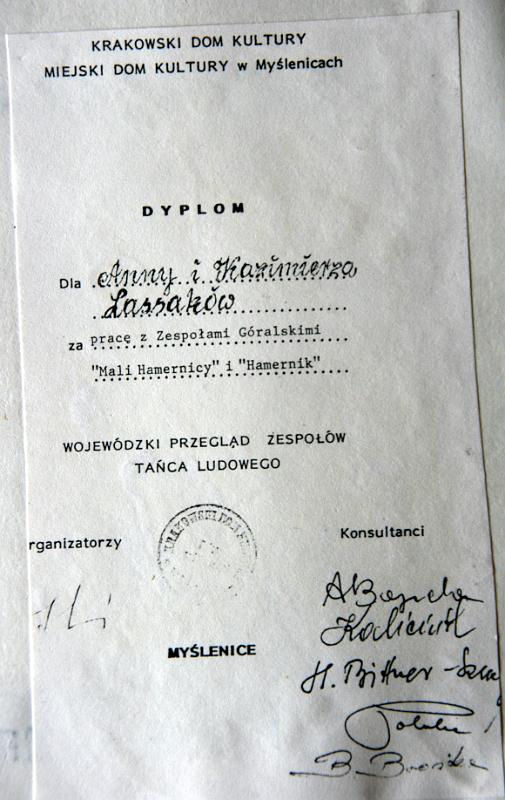 KRAKOWSKI DOM KULTURY
MIEJSKI DOM KULTURY w Myślenicach
DYPLOM
Dla Anny i Kazimierza
Lassaków
za pracę z Zespołami Góralskimi
"Mali Hamernicy" i "Hamernik"
WOJEWÓDZKI PRZEGLĄD ZESPOŁÓW
TAŃCA LUDOWEGO
rganizatorzy
Konsultanci
MYŚLENICE
H. Bittner-